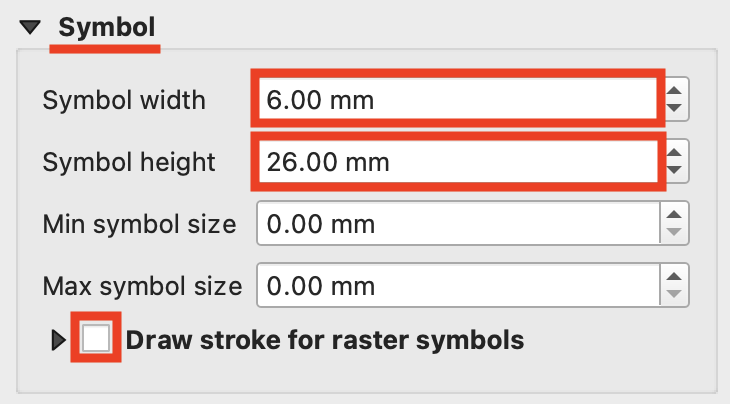 Symbol
Symbol width 6.00 mm
Symbol height 26.00 mm
Min symbol size 0.00 mm
Max symbol size 0.00 mm
Draw stroke for raster symbols